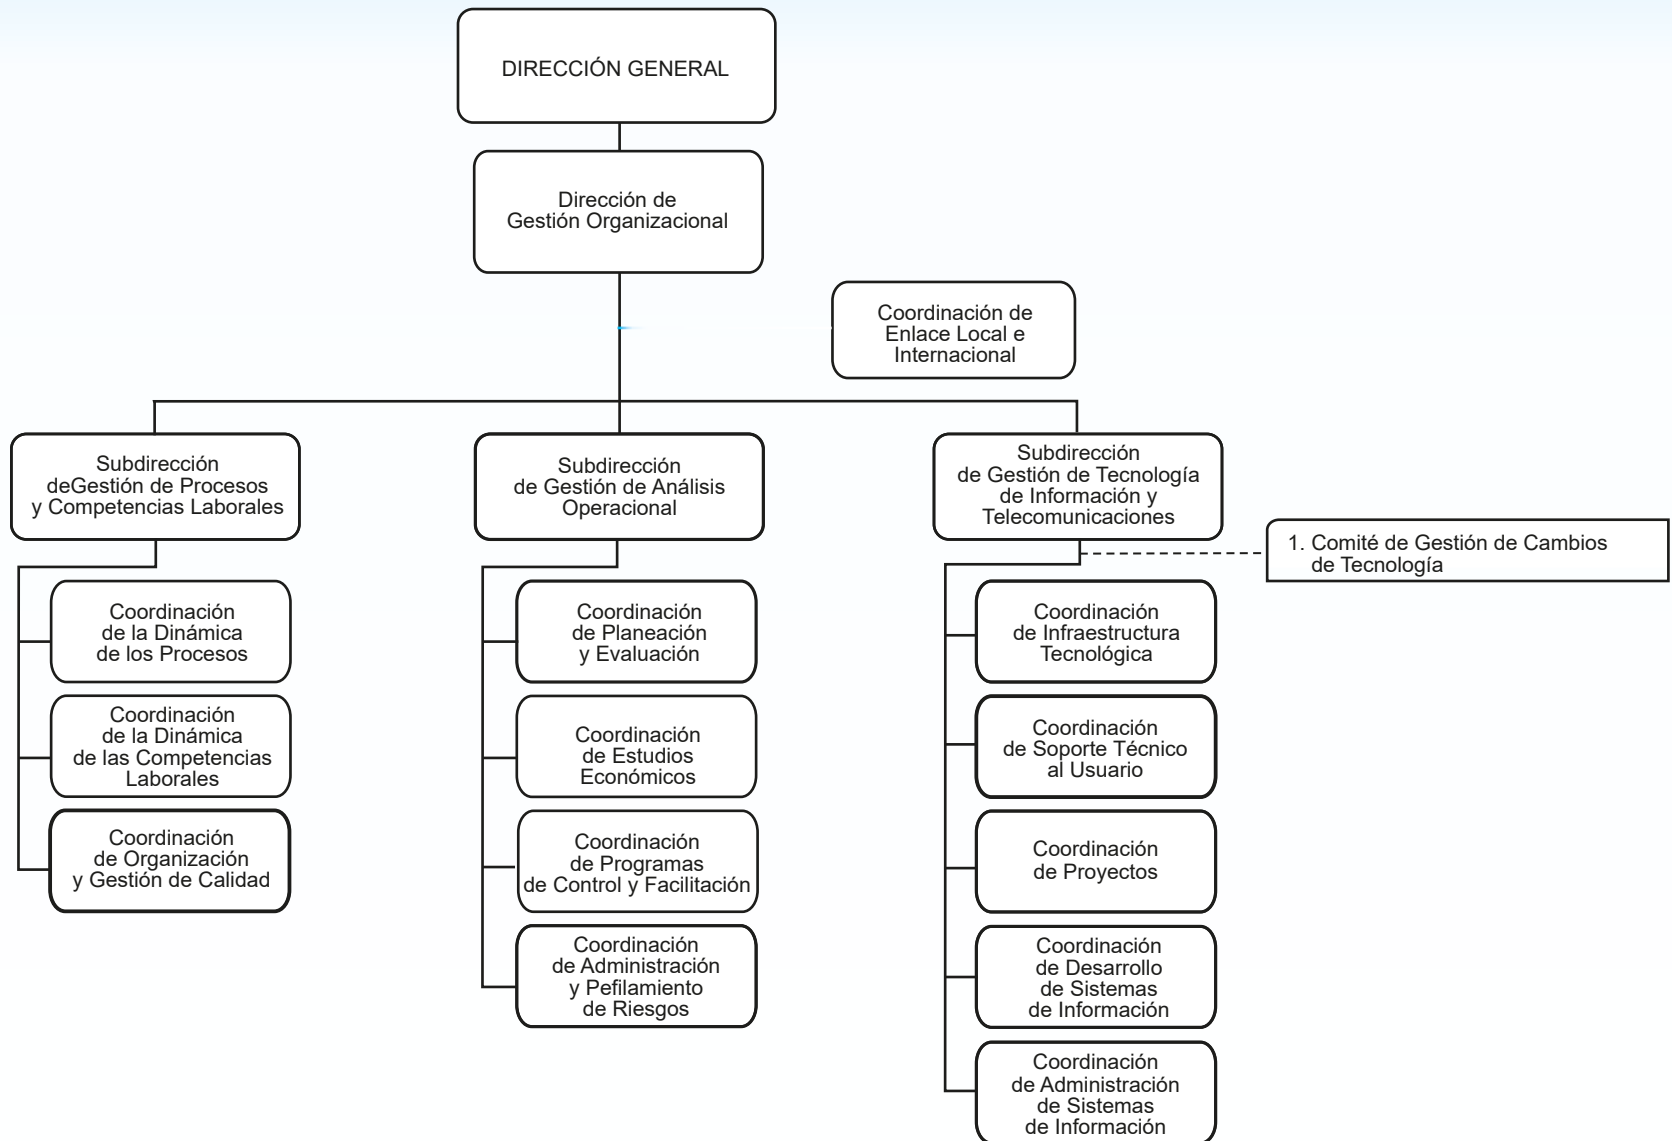 DIRECCIÓN GENERAL
Dirección de
Gestión Organizacional
Coordinación de
Enlace Local e
Internacional
Subdirección
deGestión de Procesos
y Competencias Laborales
Coordinación
de la Dinámica
de los Procesos
Coordinación
de la Dinámica
de las Competencias
Laborales
Coordinación
de Organización
y Gestión de Calidad
Subdirección
de Gestión de Análisis
Operacional
Coordinación
de Planeación
y Evaluación
Coordinación
de Estudios
Económicos
Coordinación
de Programas
de Control y Facilitación
Coordinación
de Administración
y Pefilamiento
de Riesgos
Subdirección
de Gestión de Tecnología
de Información y
Telecomunicaciones
1. Comité de Gestión de Cambios
de Tecnología
Coordinación
de Infraestructura
Tecnológica
Coordinación
de Soporte Técnico
al Usuario
Coordinación
de Proyectos
Coordinación
de Desarrollo
de Sistemas
de Información
Coordinación
de Administración
de Sistemas
de Información